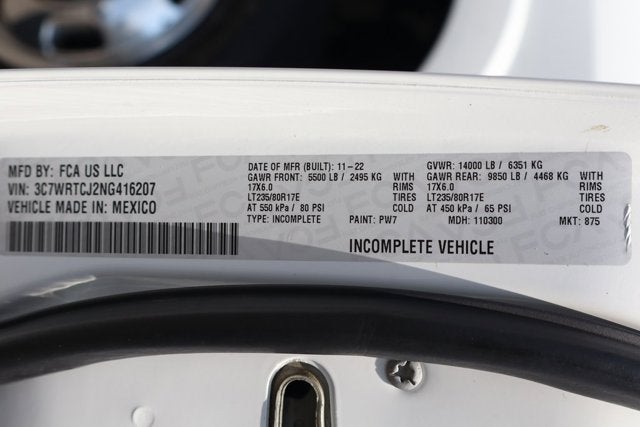 MFD BY: FCA US LLC
VIN: 3C7WRTCJ2NG416207
VEHICLE MADE IN: MEXICO
DATE OF MFR (BUILT): 11-22 GVWR: 14000 LB / 6351 KG
GAWR FRONT: 5500 LB / 2495 KG WITH GAWR REAR: 9850 LB / 4468 KG WITH
17X6.0 RIMS 17X6.0 RIMS
LT235/80R17E TIRES LT235/80R17E TIRES
AT 550 kPa / 80 PSI COLD AT 450 kPa / 65 PSI COLD
TYPE: INCOMPLETE PAINT: PW7 MDH: 110300 MKT: 875
INCOMPLETE VEHICLE